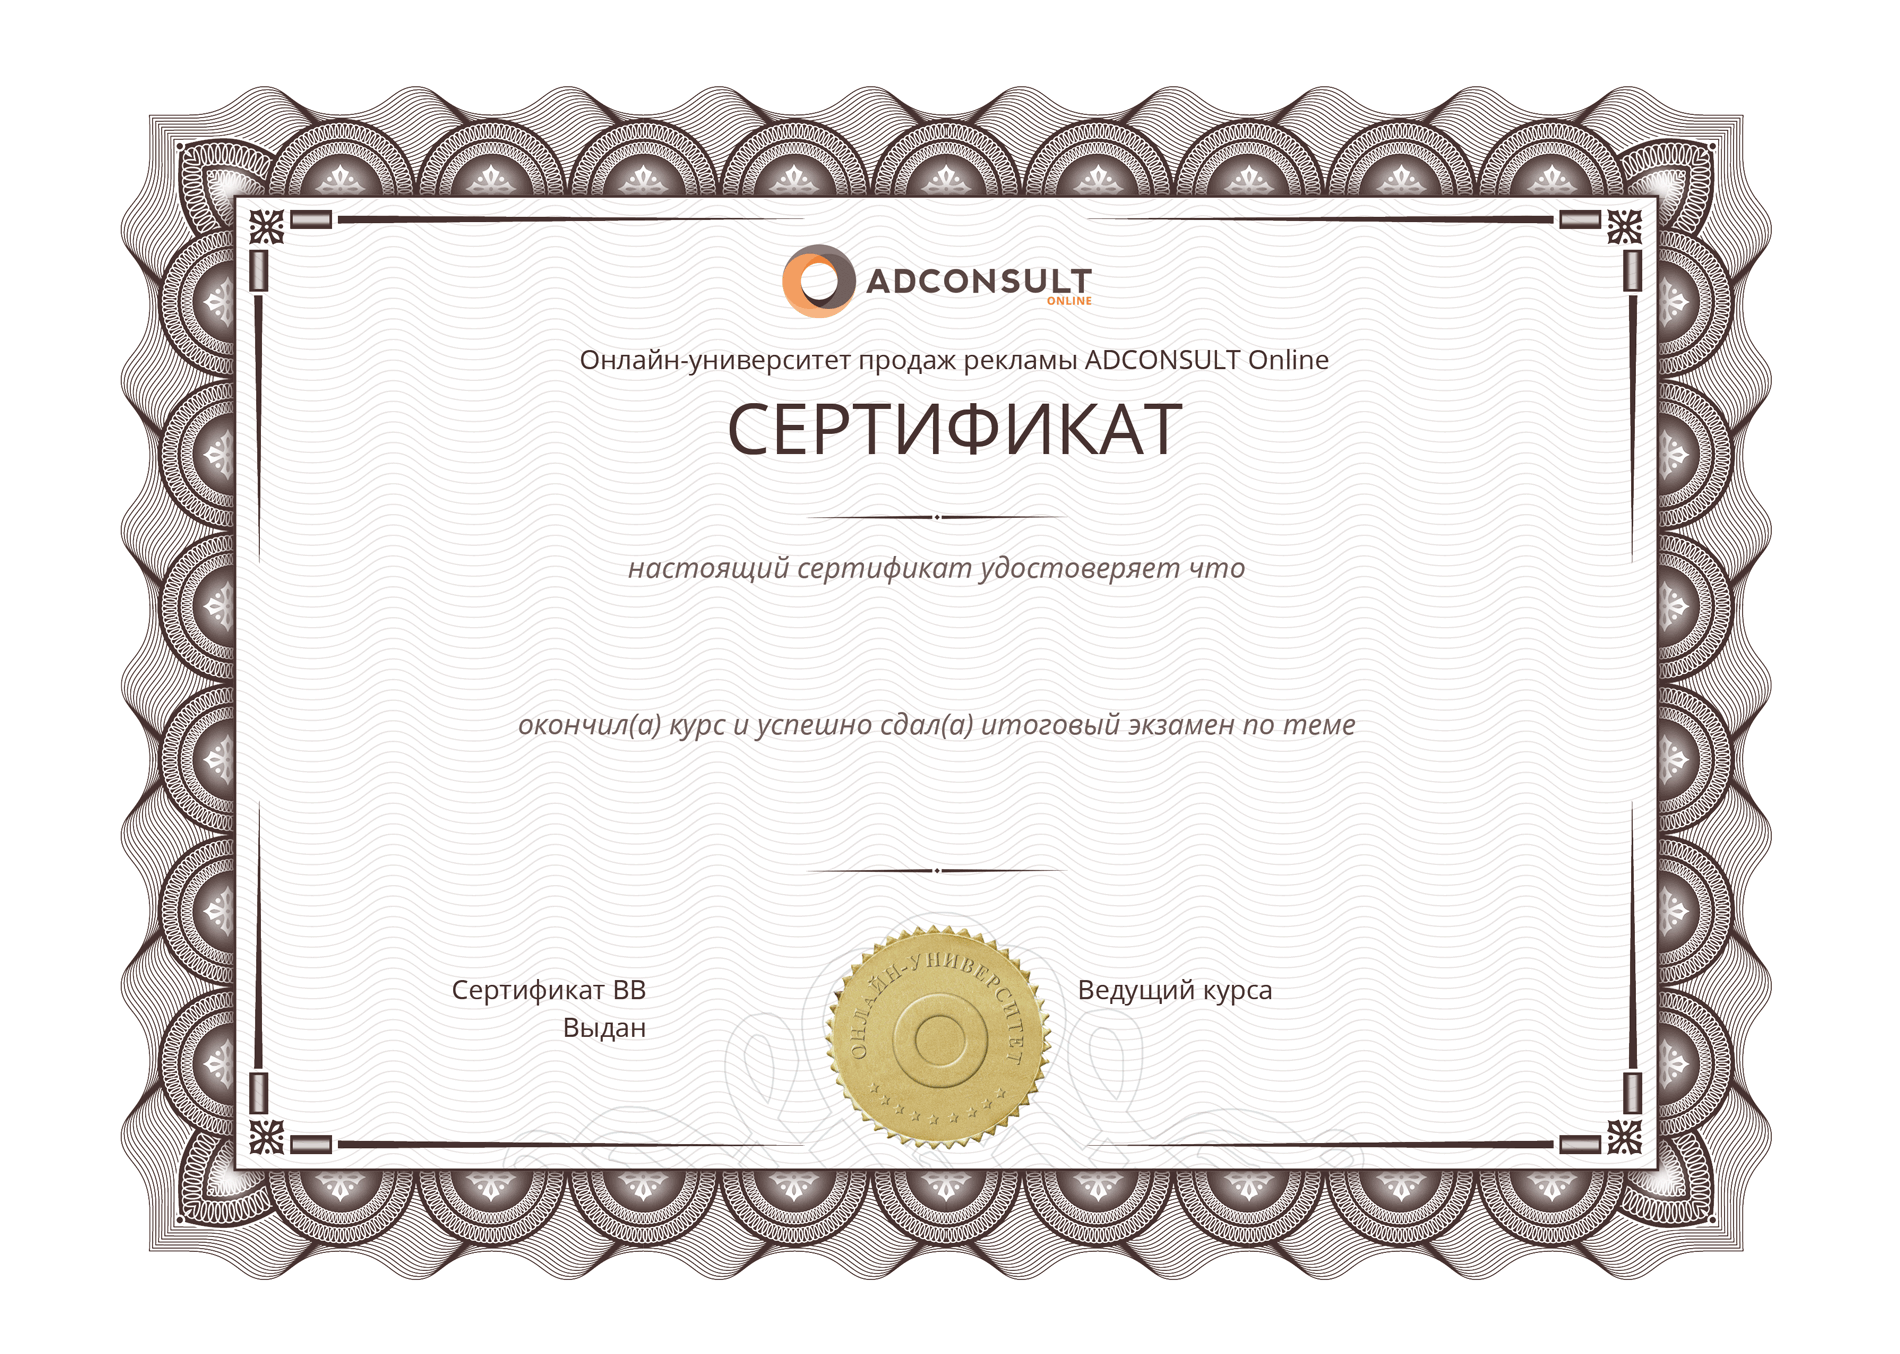 ADCONSULT
ONLINE
Онлайн-университет продаж рекламы ADCONSULT Online
СЕРТИФИКАТ
настоящий сертификат удостоверяет что
окончил(а) курс и успешно сдал(а) итоговый экзамен по теме
Сертификат ВВ
Выдан
ОНЛАЙН-УНИВЕРСИТЕТ
Ведущий курса